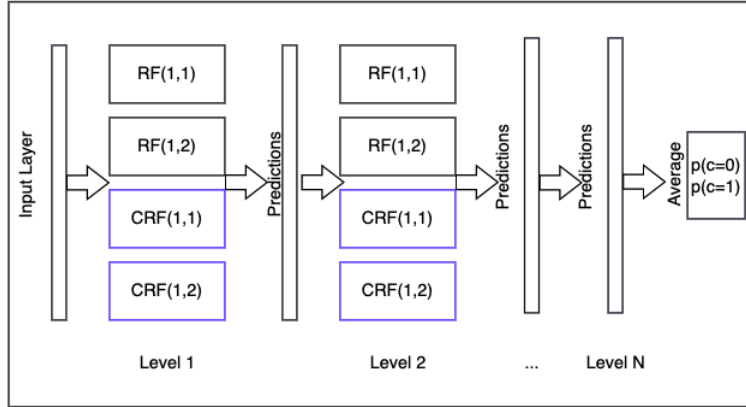 Input Layer
RF(1,1)
RF(1,2)
CRF(1,1)
CRF(1,2)
Level 1
Predictions
RF(1,1)
RF(1,2)
CRF(1,1)
CRF(1,2)
Level 2
Predictions
...
Predictions
Level N
Average
p(c=0)
p(c=1)